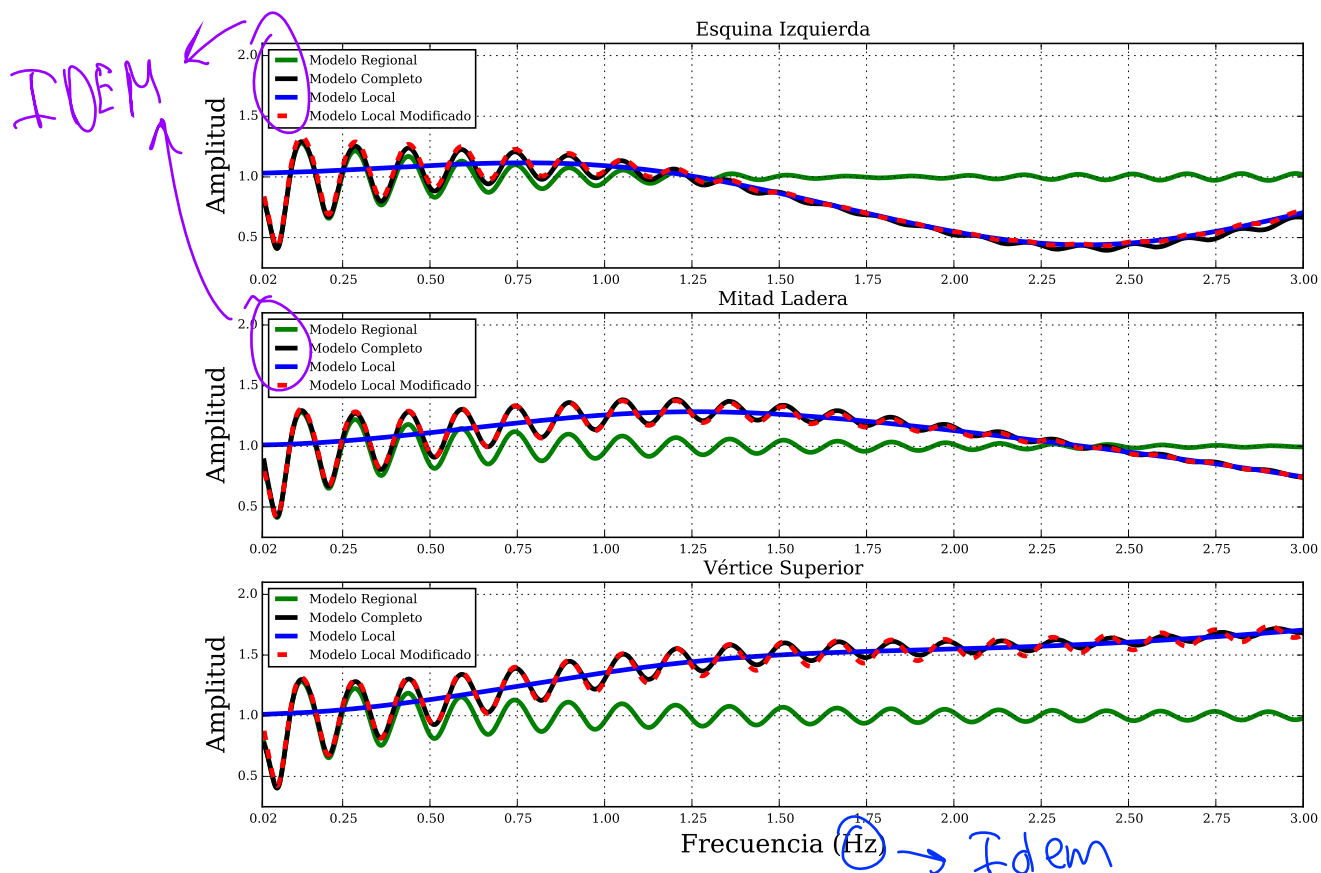 Esquina Izquierda
IDEM
Amplitud
2.0
1.5
1.0
0.5
Modelo Regional
Modelo Completo
Modelo Local
Modelo Local Modificado
0.02 0.25 0.50 0.75 1.00 1.25 1.50 1.75 2.00 2.25 2.50 2.75 3.00
Mitad Ladera
Amplitud
2.0
1.5
1.0
0.5
Modelo Regional
Modelo Completo
Modelo Local
Modelo Local Modificado
0.02 0.25 0.50 0.75 1.00 1.25 1.50 1.75 2.00 2.25 2.50 2.75 3.00
Vértice Superior
Amplitud
2.0
1.5
1.0
0.5
Modelo Regional
Modelo Completo
Modelo Local
Modelo Local Modificado
0.02 0.25 0.50 0.75 1.00 1.25 1.50 1.75 2.00 2.25 2.50 2.75 3.00
Frecuencia (Hz) Idem